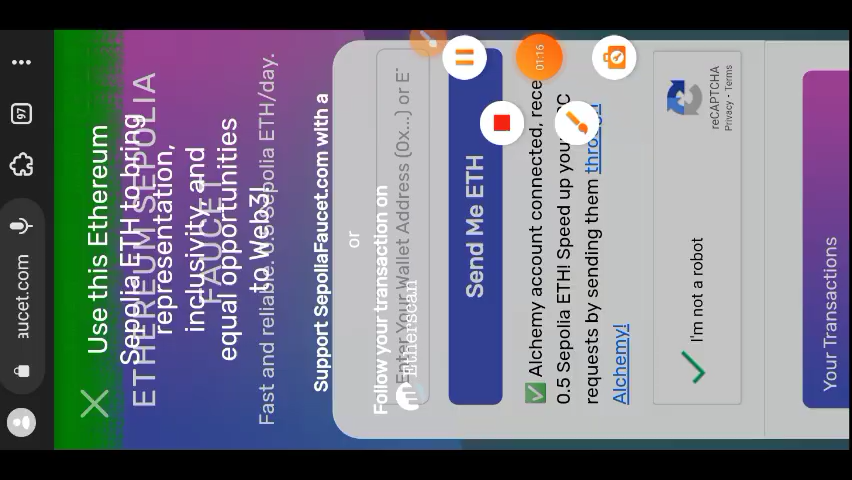 97
aucet.com
01:16
Use this Ethereum
Sepolia ETH to bring
representation,
inclusivity, and
equal opportunities
to Web3!
ETHEREUM SEPOLIA
FAUCET
Fast and reliable. 0.5 Sepolia ETH/day.
Support SepoliaFaucet.com with a
or
Follow your transaction on
Etherscan
Enter Your Wallet Address (0x...) or E
Send Me ETH
✅ Alchemy account connected, rece
0.5 Sepolia ETH! Speed up your
C
requests by sending them throu
Alchemy!
I'm not a robot
reCAPTCHA
Privacy - Terms
Your Transactions